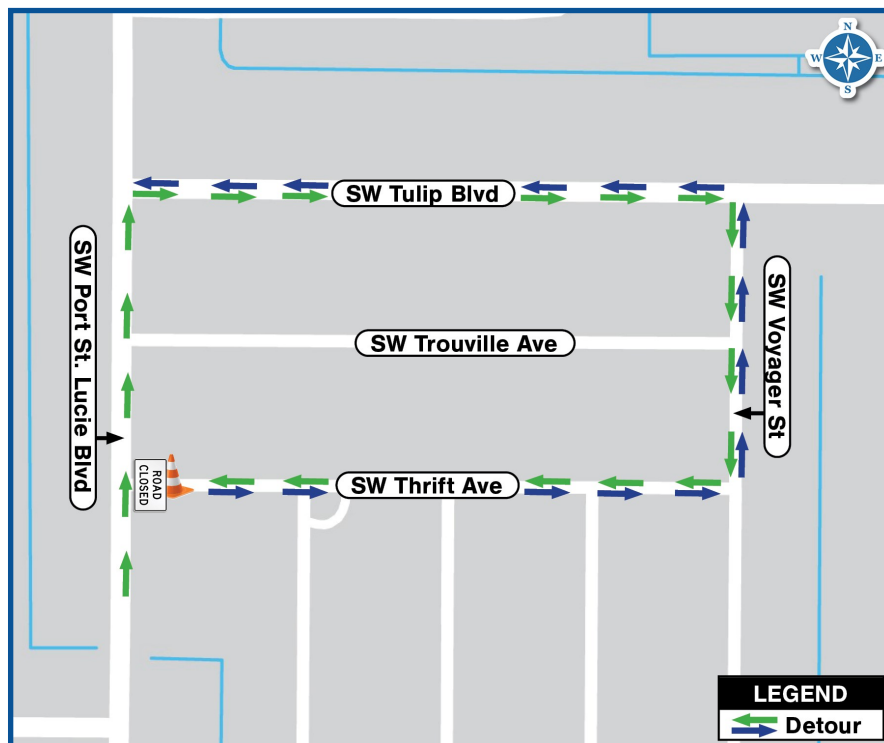 N
W E
S
SW Tulip Blvd
SW Port St. Lucie Blvd
SW Trouville Ave
SW Voyager St
ROAD
CLOSED
SW Thrift Ave
LEGEND
Detour